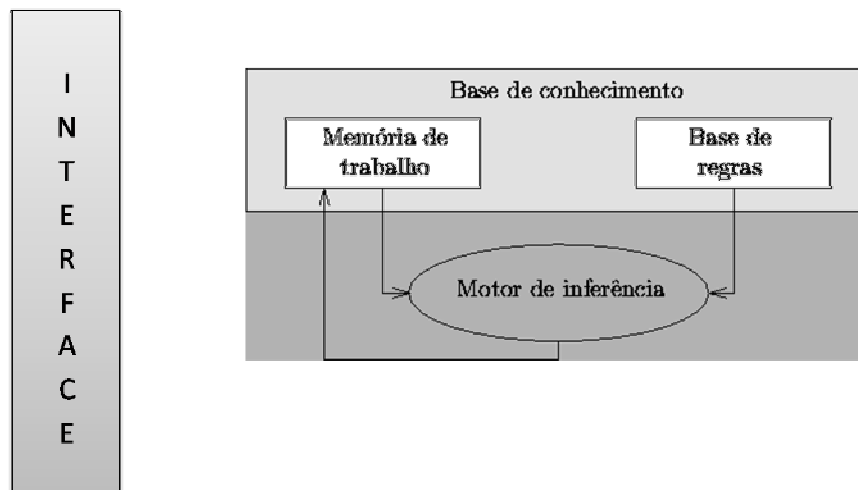 I
N
T
E
R
F
A
C
E
Base de conhecimento
Memória de
trabalho
Base de
regras
Motor de inferência